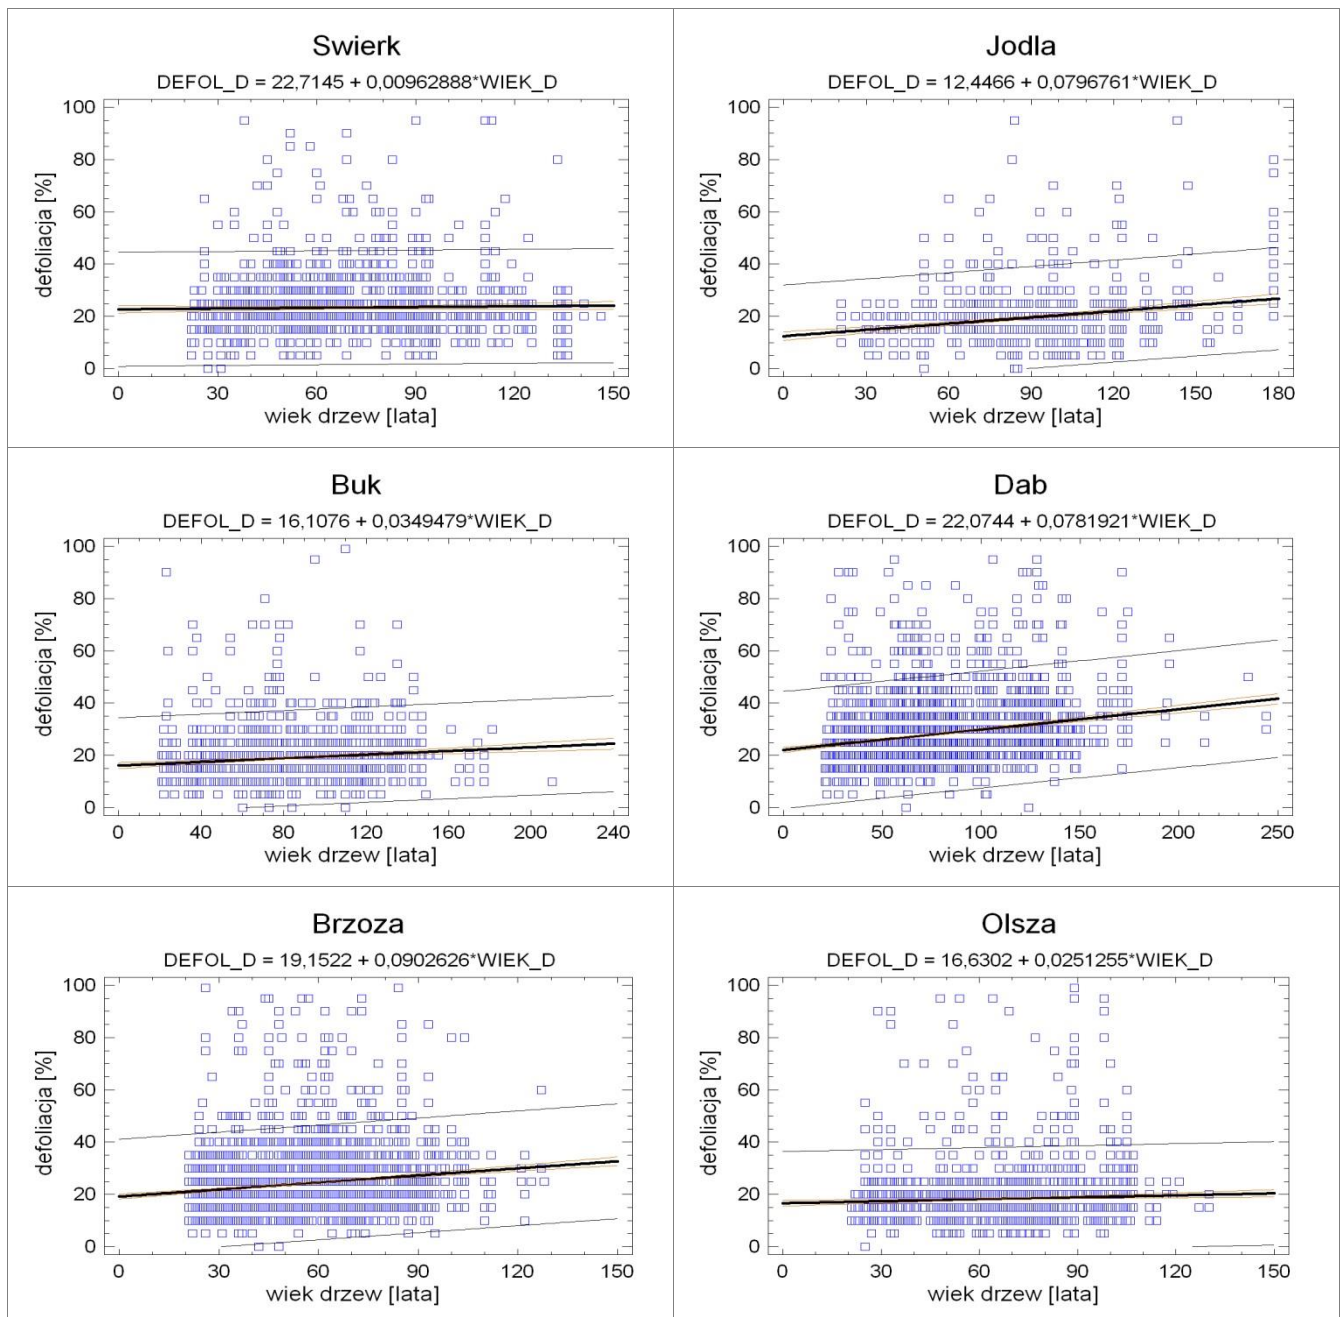 Swierk
DEFOL_D = 22,7145 + 0,00962888*WIEK_D
100
80
60
40
20
0
defoliacja [%]
0 30 60 90 120 150
wiek drzew [lata]
Jodla
DEFOL_D = 12,4466 + 0,0796761*WIEK_D
100
80
60
40
20
0
defoliacja [%]
0 30 60 90 120 150 180
wiek drzew [lata]
Buk
DEFOL_D = 16,1076 + 0,0349479*WIEK_D
100
80
60
40
20
0
defoliacja [%]
0 40 80 120 160 200 240
wiek drzew [lata]
Dab
DEFOL_D = 22,0744 + 0,0781921*WIEK_D
100
80
60
40
20
0
defoliacja [%]
0 50 100 150 200 250
wiek drzew [lata]
Brzoza
DEFOL_D = 19,1522 + 0,0902626*WIEK_D
100
80
60
40
20
0
defoliacja [%]
0 30 60 90 120 150
wiek drzew [lata]
Olsza
DEFOL_D = 16,6302 + 0,0251255*WIEK_D
100
80
60
40
20
0
defoliacja [%]
0 30 60 90 120 150
wiek drzew [lata]